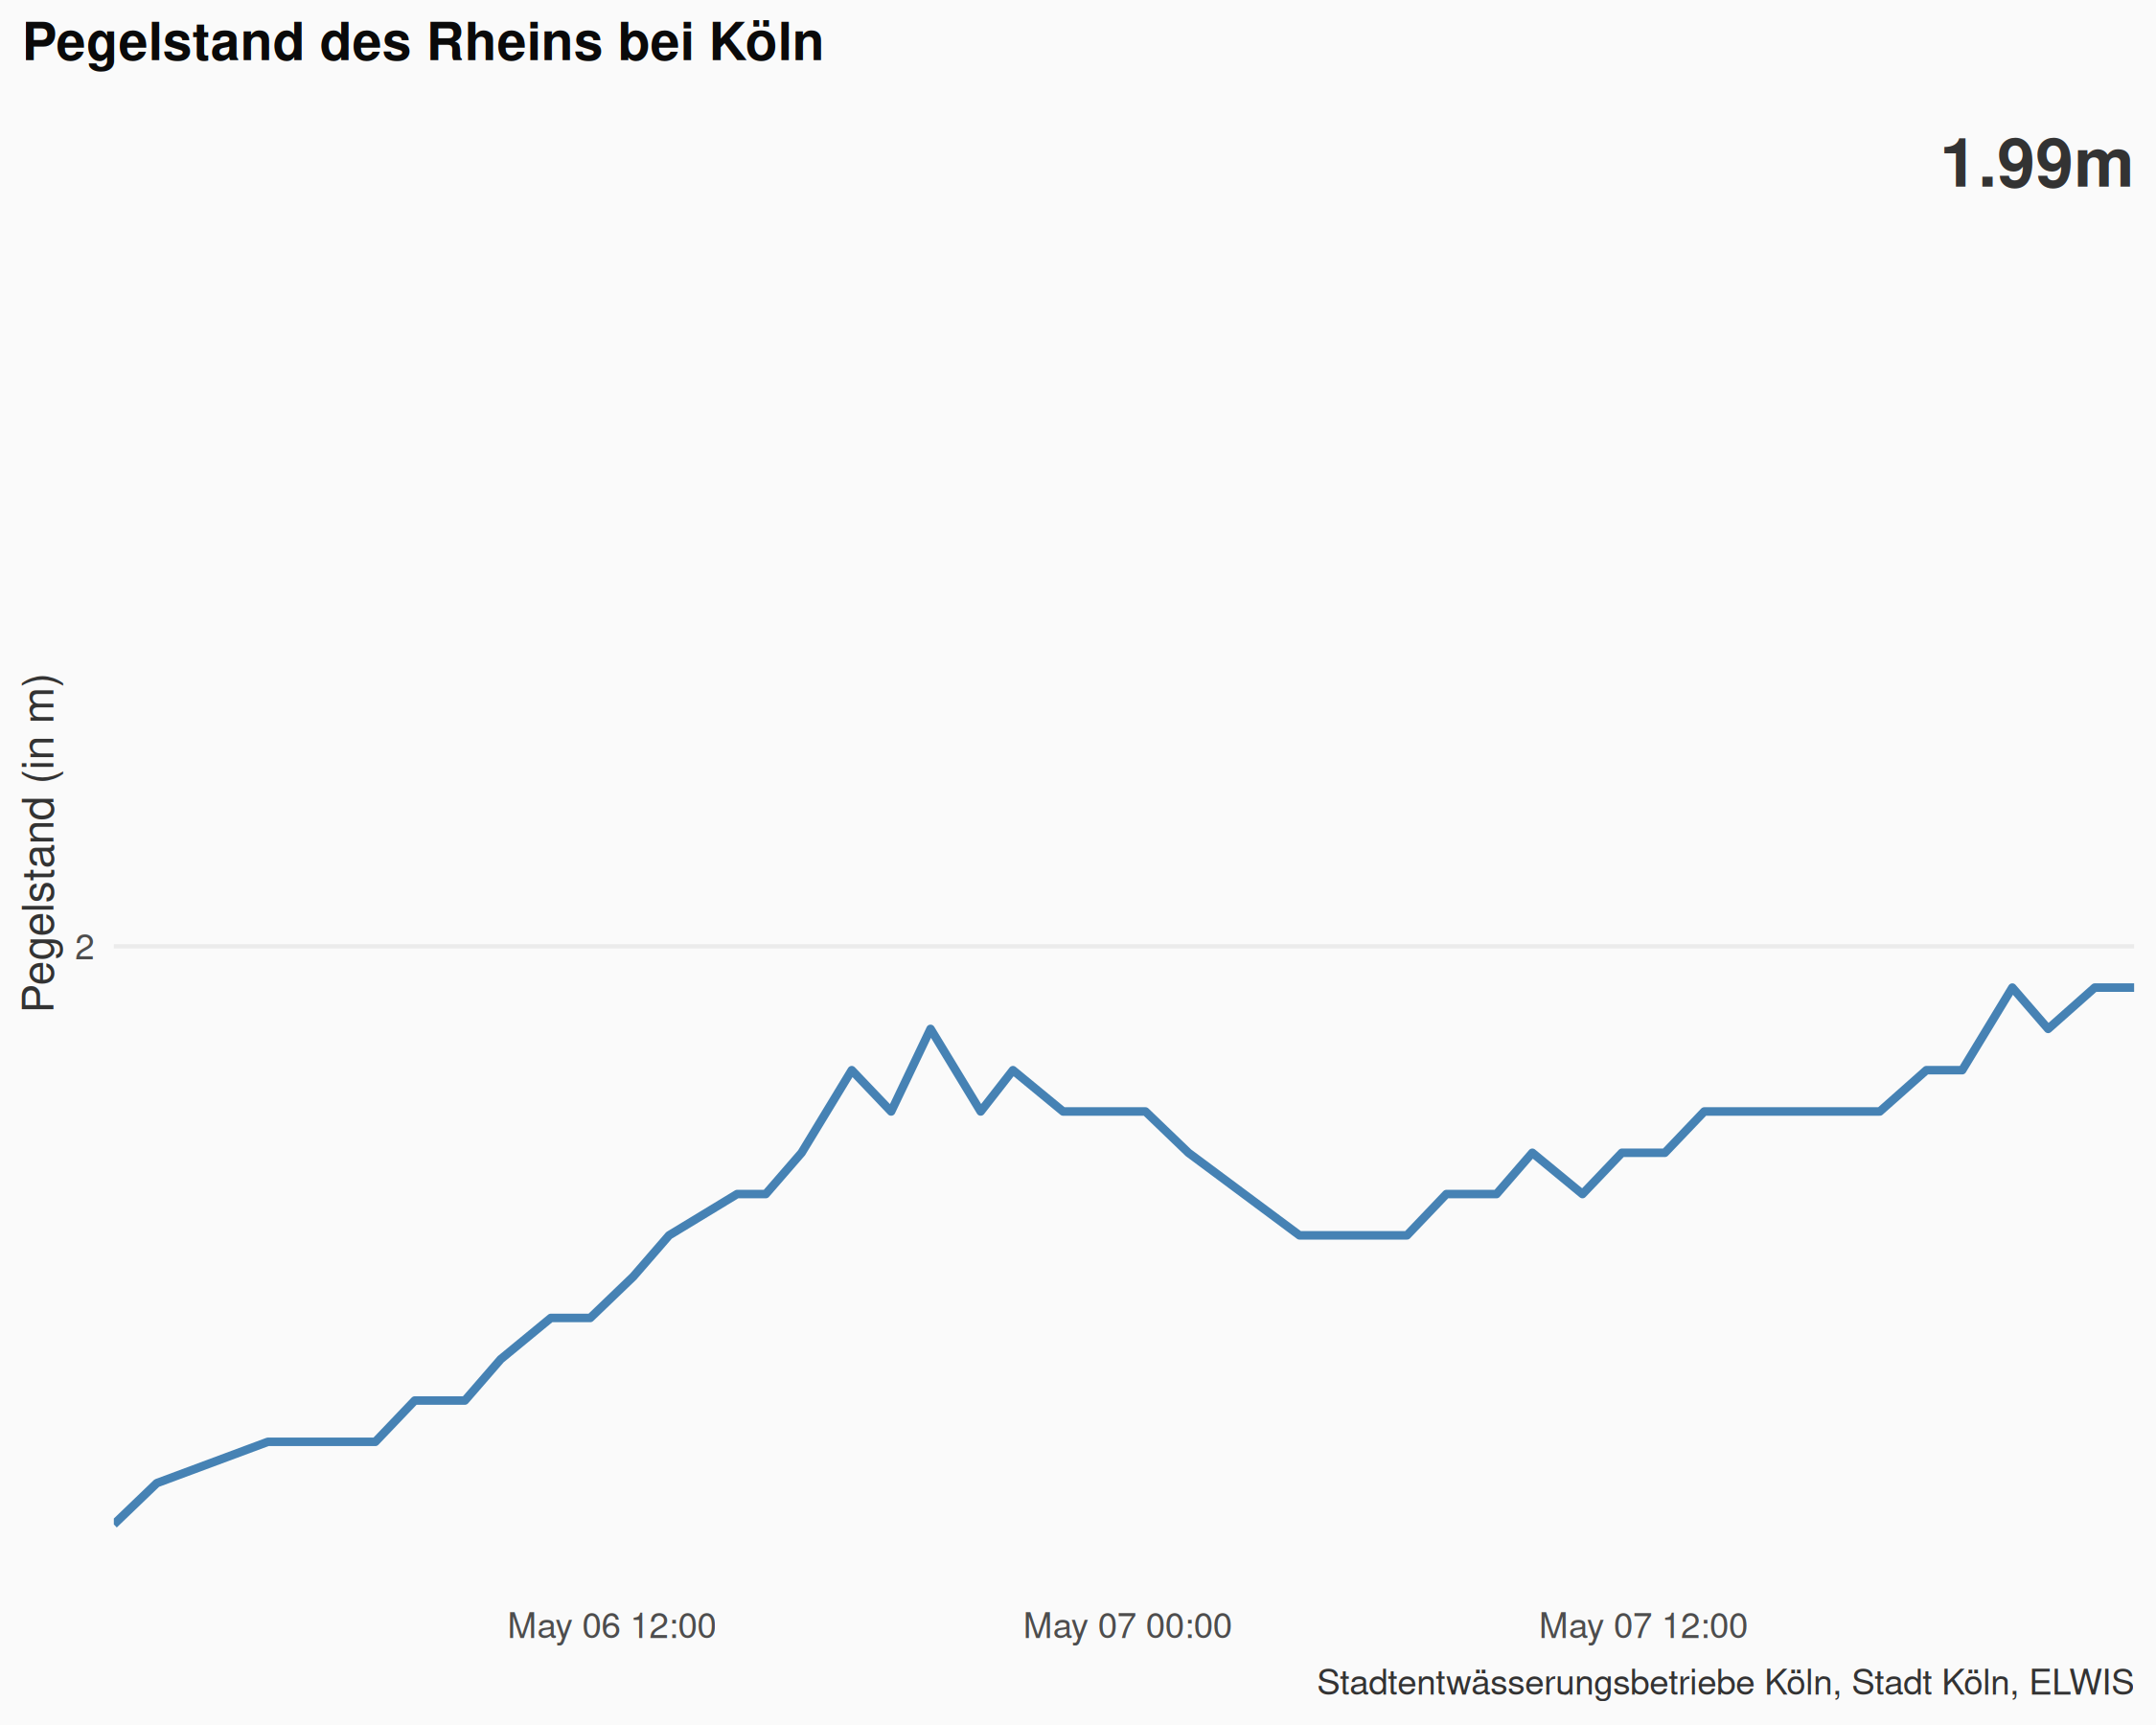 Pegelstand des Rheins bei Köln
1.99m
Pegelstand (in m)
2
May 06 12:00
May 07 00:00
May 07 12:00
Stadtentwässerungsbetriebe Köln, Stadt Köln, ELWIS